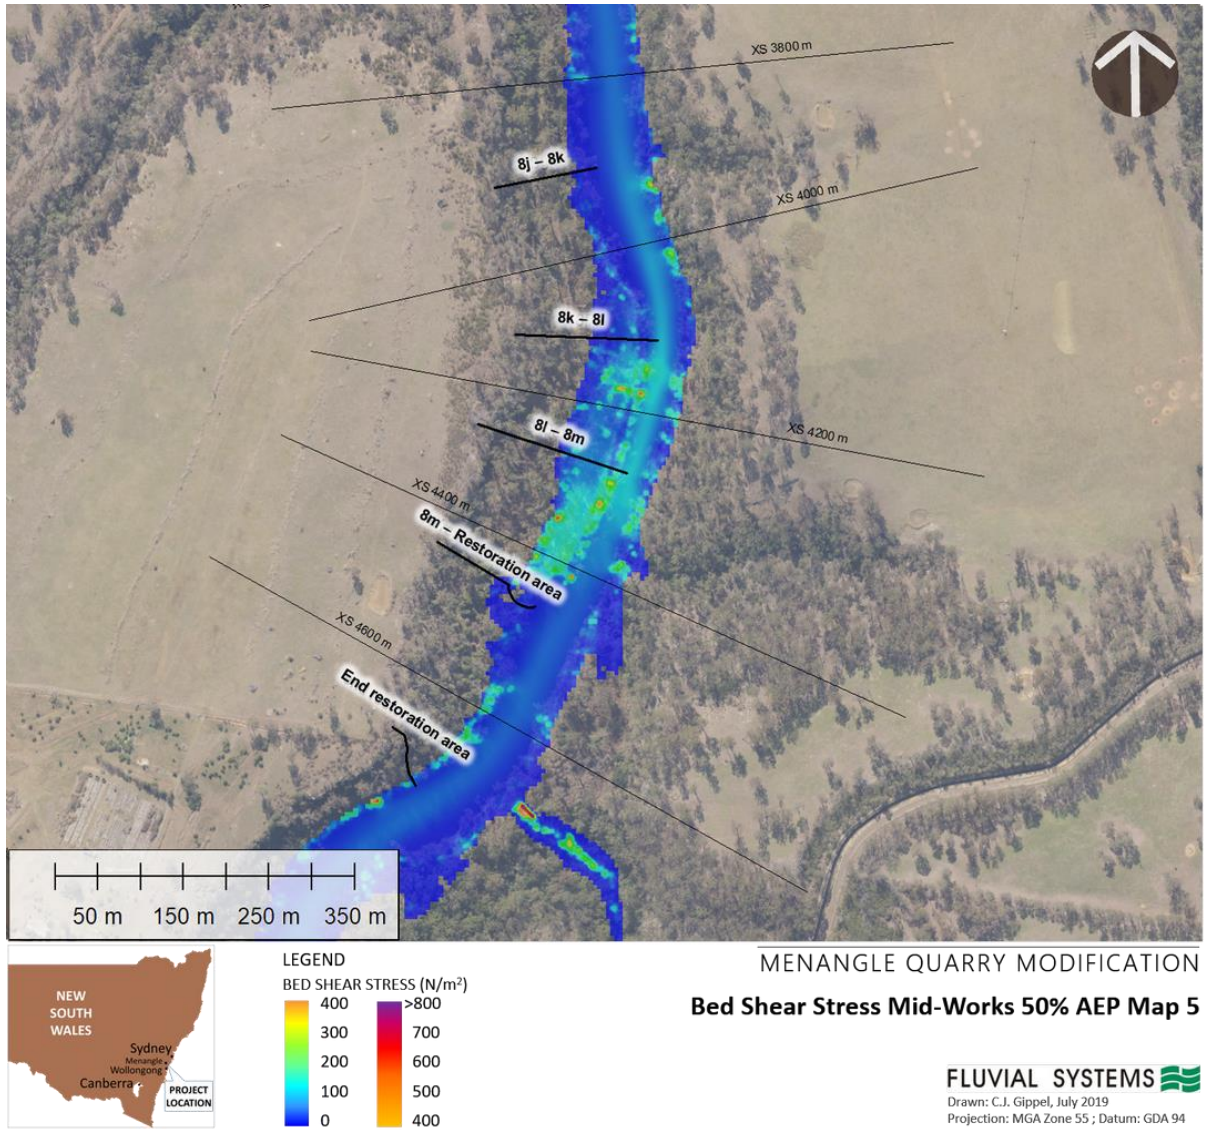 XS 3800 m
8j – 8k
XS 4000 m
8k – 8l
8l – 8m
XS 4200 m
XS 4400 m
8m – Restoration area
XS 4600 m
End restoration area
50 m 150 m 250 m 350 m
NEW
SOUTH
WALES
Sydney
Menangle
Wollongong
Canberra
PROJECT
LOCATION
LEGEND
BED SHEAR STRESS (N/m²)
400 >800
300 700
200 600
100 500
0 400
MENANGLE QUARRY MODIFICATION
Bed Shear Stress Mid-Works 50% AEP Map 5
FLUVIAL SYSTEMS
Drawn: C.J. Gippel, July 2019
Projection: MGA Zone 55 ; Datum: GDA 94